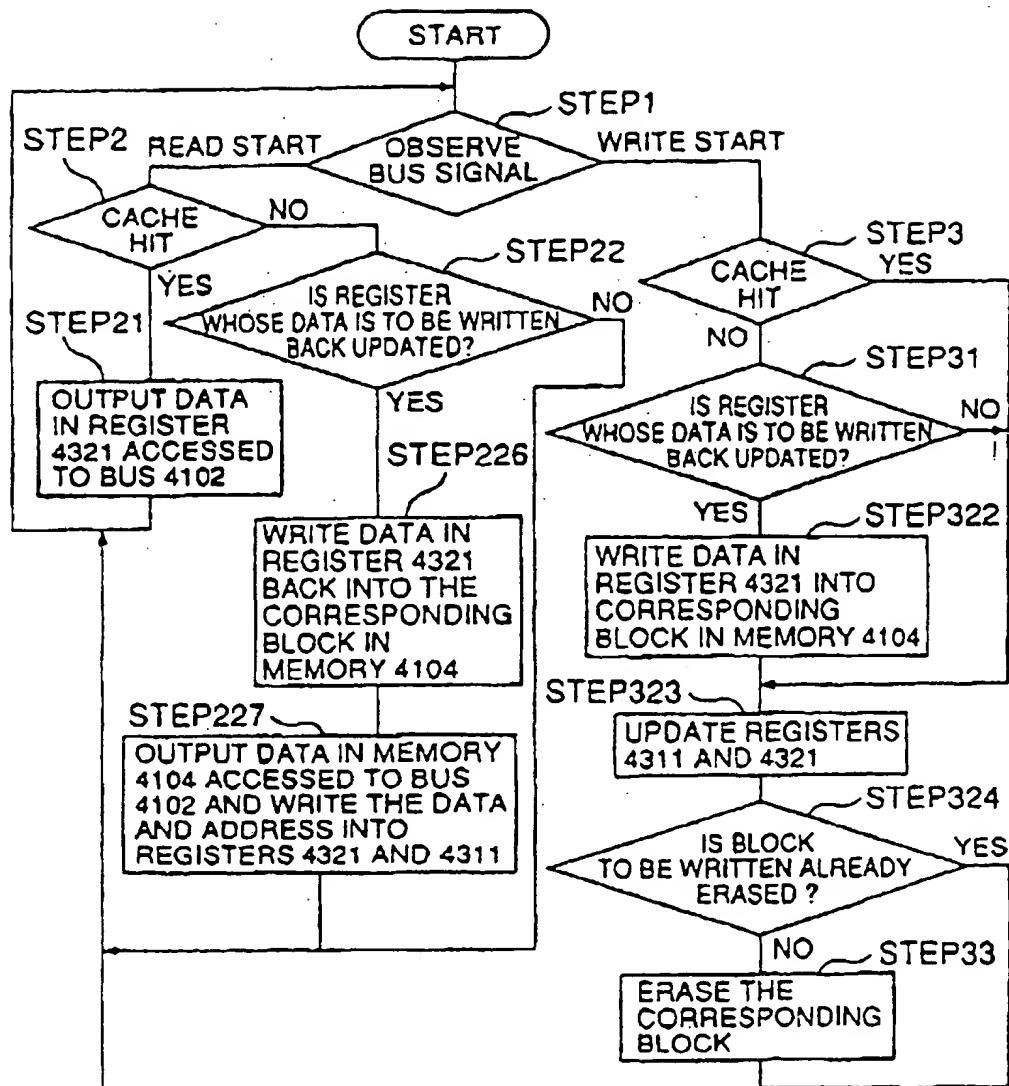 START
STEP1
OBSERVE
BUS SIGNAL
READ START
WRITE START
STEP2
CACHE
HIT
NO
YES
STEP21
OUTPUT DATA
IN REGISTER
4321 ACCESSED
TO BUS 4102
STEP22
IS REGISTER
WHOSE DATA IS TO BE WRITTEN
BACK UPDATED?
NO
YES
STEP226
WRITE DATA IN
REGISTER 4321
BACK INTO THE
CORRESPONDING
BLOCK IN
MEMORY 4104
STEP227
OUTPUT DATA IN MEMORY
4104 ACCESSED TO BUS
4102 AND WRITE THE DATA
AND ADDRESS INTO
REGISTERS 4321 AND 4311
STEP3
CACHE
HIT
YES
NO
STEP31
IS REGISTER
WHOSE DATA IS TO BE WRITTEN
BACK UPDATED?
NO
YES
STEP322
WRITE DATA IN
REGISTER 4321 INTO
CORRESPONDING
BLOCK IN MEMORY 4104
STEP323
UPDATE REGISTERS
4311 AND 4321
STEP324
IS BLOCK
TO BE WRITTEN ALREADY
ERASED ?
YES
NO
STEP33
ERASE THE
CORRESPONDING
BLOCK